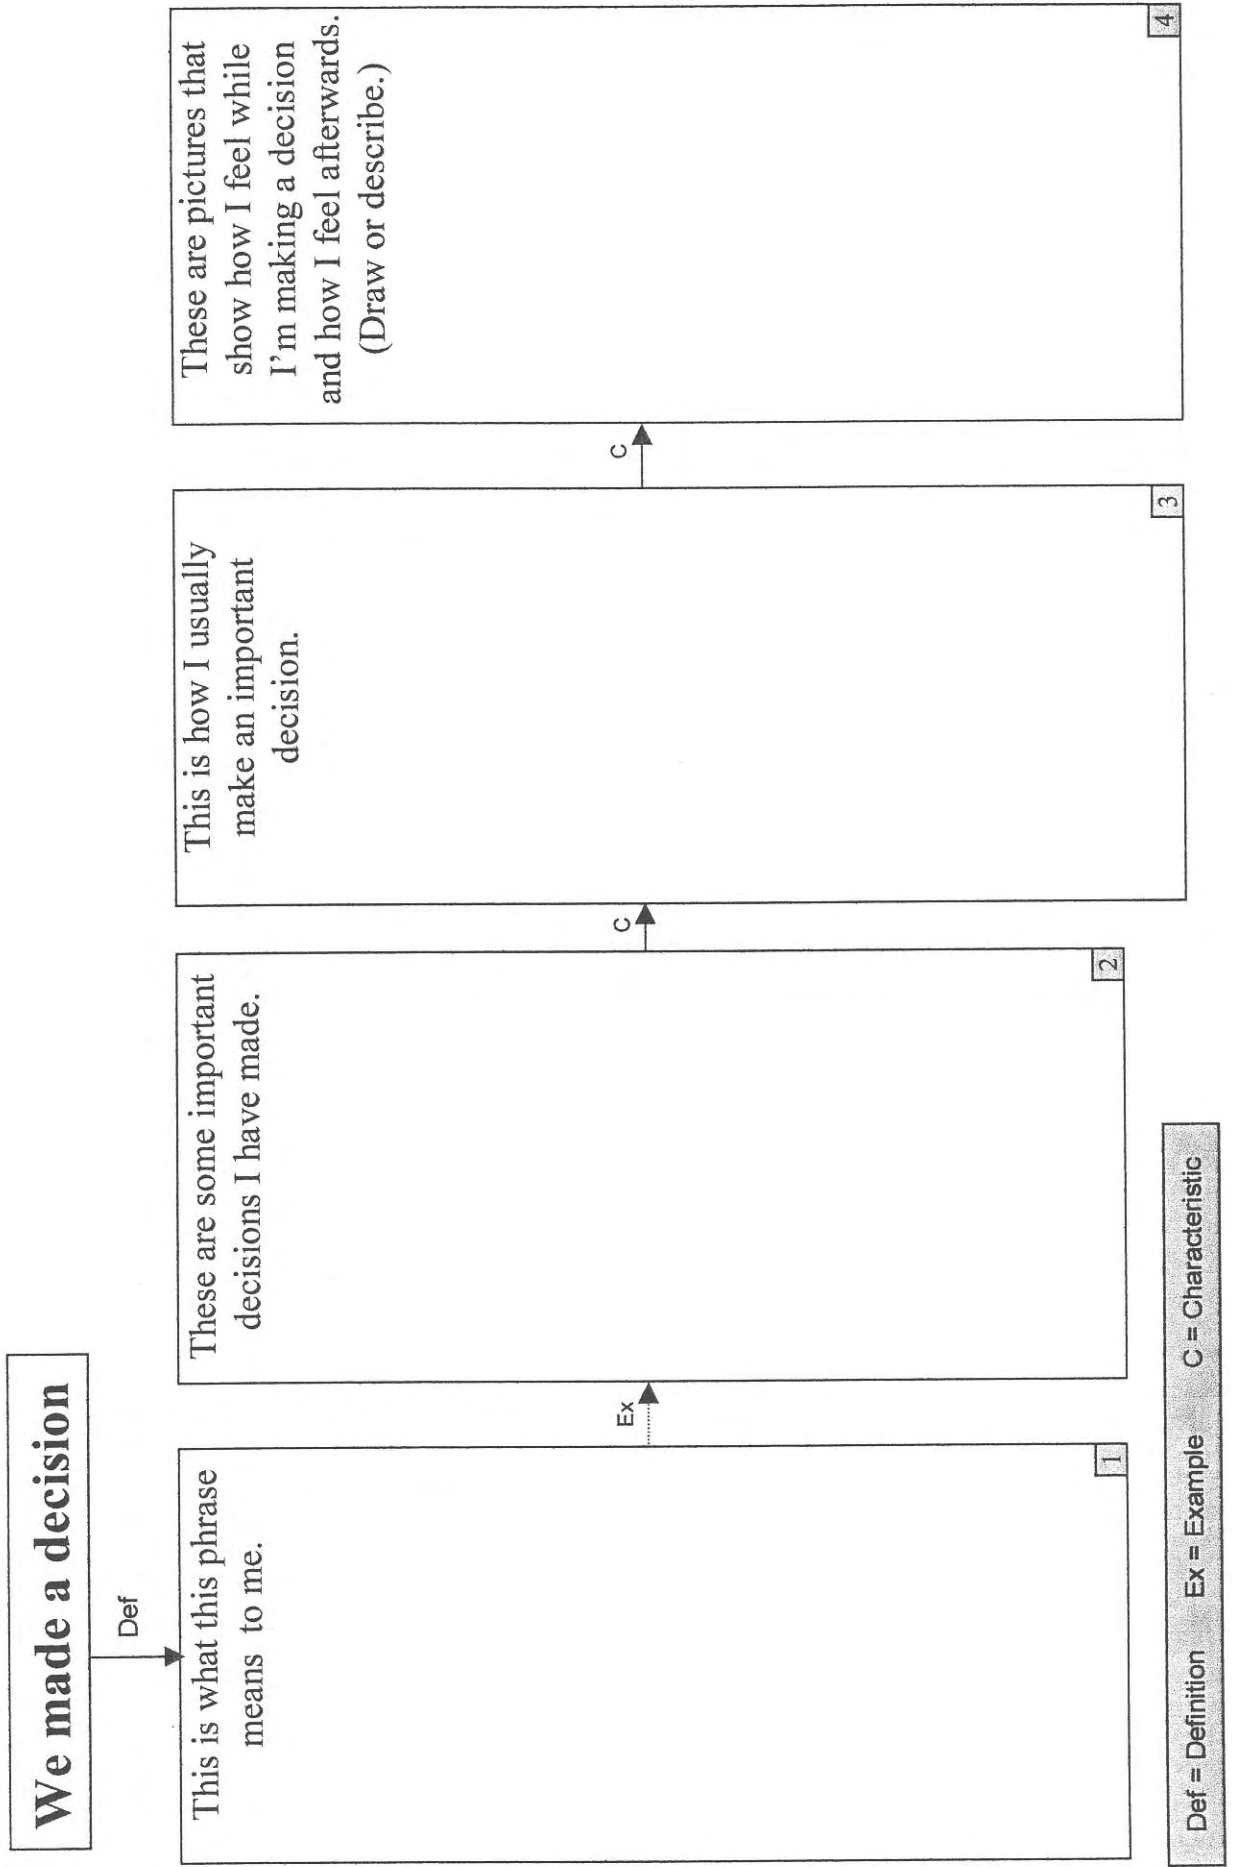 We made a decision
Def
This is what this phrase
means to me.
1
Ex
These are some important
decisions I have made.
2
C
This is how I usually
make an important
decision.
3
C
These are pictures that
show how I feel while
I'm making a decision
and how I feel afterwards.
(Draw or describe.)
4
Def = Definition Ex = Example C = Characteristic